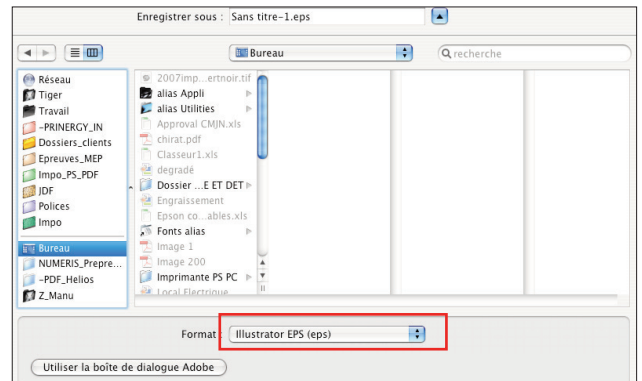 Enregistrer sous : Sans titre-1.eps
Bureau
recherche
Réseau
Tiger
Travail
-PRINERGY_IN
Dossiers_clients
Epreuves_MEP
Impo_PS_PDF
JDF
Polices
Impo
Bureau
NUMERIS_Prepre...
-PDF_Helios
Z_Manu
2007imp...ertnoir.tif
alias Appli
alias Utilities
Approval CMJN.xls
chirat.pdf
Classeur1.xls
degradé
Dossier ...E ET DET
Engraissement
Epson co...ables.xls
Fonts alias
Image 1
Image 200
Imprimante PS PC
Local Electrique
Format : Illustrator EPS (eps)
Utiliser la boîte de dialogue Adobe